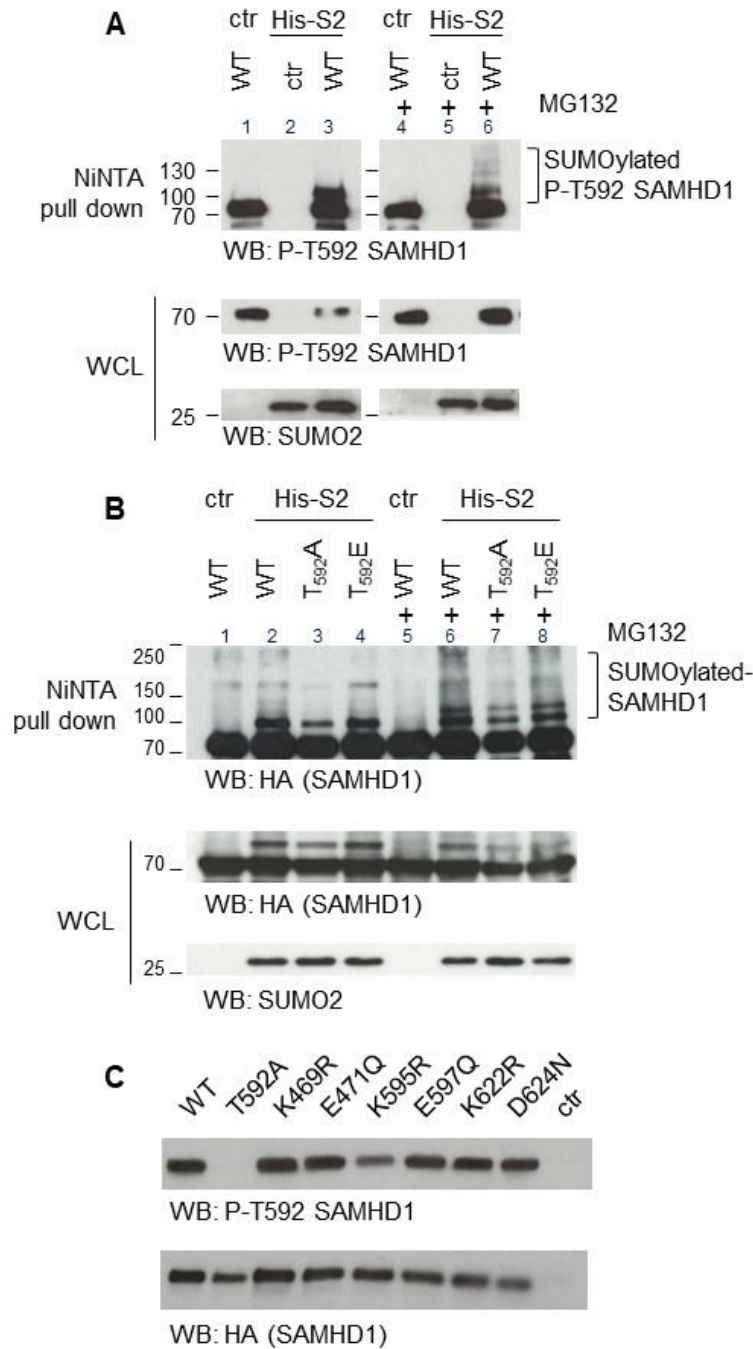 A
ctr His-S2 ctr His-S2
WT ctr WT WT ctr WT
+ + + MG132
1 2 3 4 5 6
NiNTA pull down
130
100
70
SUMOylated
P-T592 SAMHD1
WB: P-T592 SAMHD1
WCL
70
WB: P-T592 SAMHD1
25
WB: SUMO2
B
ctr His-S2 ctr His-S2
WT WT T592A T592E WT WT T592A T592E
+ + + + MG132
1 2 3 4 5 6 7 8
NiNTA pull down
250
150
100
70
SUMOylated-
SAMHD1
WB: HA (SAMHD1)
WCL
70
WB: HA (SAMHD1)
25
WB: SUMO2
C
WT T592A K469R E471Q K595R E597Q K622R D624N ctr
WB: P-T592 SAMHD1
WB: HA (SAMHD1)